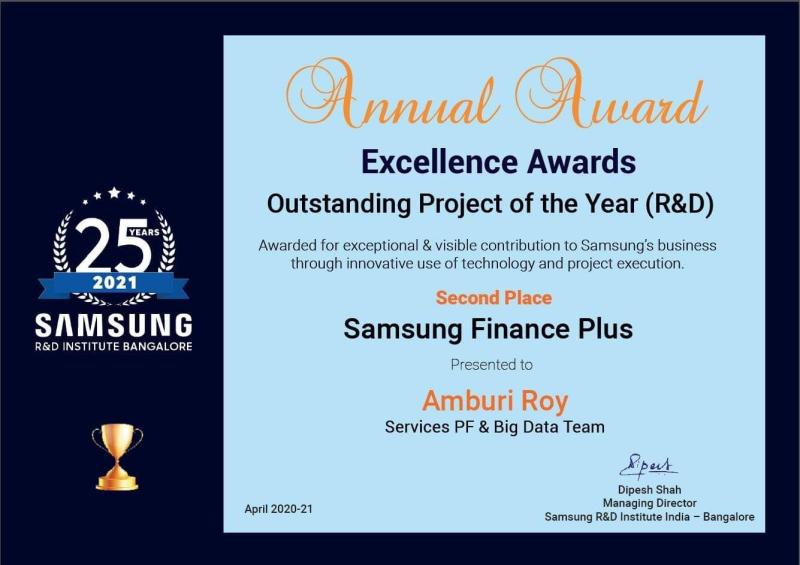 Annual Award
Excellence Awards
Outstanding Project of the Year (R&D)
Awarded for exceptional & visible contribution to Samsung's business
through innovative use of technology and project execution.
Second Place
Samsung Finance Plus
Presented to
Amburi Roy
Services PF & Big Data Team
Dipesh Shah
Managing Director
Samsung R&D Institute India – Bangalore
April 2020-21
25 YEARS
2021
SAMSUNG
R&D INSTITUTE BANGALORE